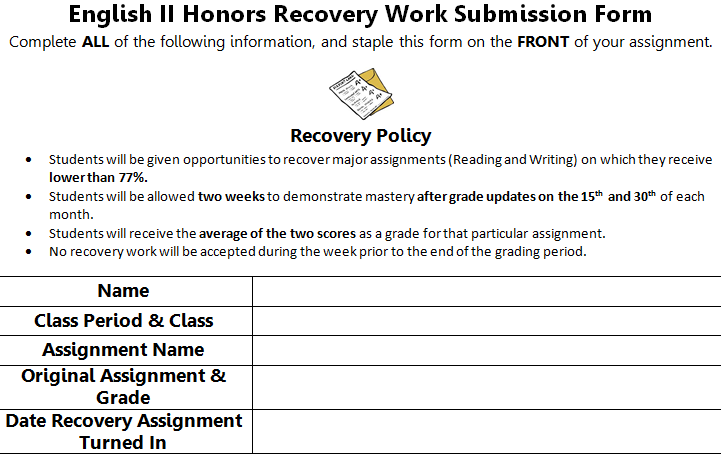 English II Honors Recovery Work Submission Form
Complete ALL of the following information, and staple this form on the FRONT of your assignment.
Recovery Policy
• Students will be given opportunities to recover major assignments (Reading and Writing) on which they receive
lower than 77%.
• Students will be allowed two weeks to demonstrate mastery after grade updates on the 15th and 30th of each
month.
• Students will receive the average of the two scores as a grade for that particular assignment.
• No recovery work will be accepted during the week prior to the end of the grading period.
Name
Class Period & Class
Assignment Name
Original Assignment &
Grade
Date Recovery Assignment
Turned In